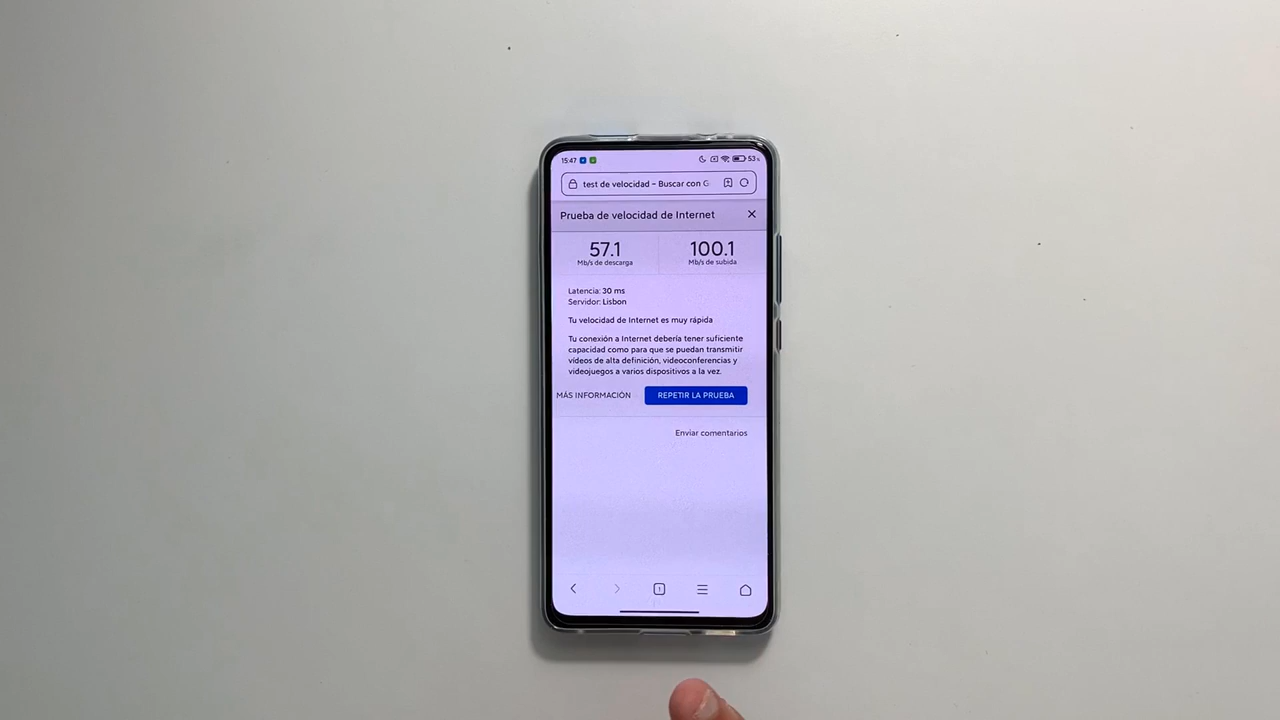 15:47
53%
test de velocidad – Buscar con G
Prueba de velocidad de Internet
57.1
Mb/s de descarga
100.1
Mb/s de subida
Latencia: 30 ms
Servidor: Lisbon
Tu velocidad de Internet es muy rápida
Tu conexión a Internet debería tener suficiente
capacidad como para que se puedan transmitir
vídeos de alta definición, videoconferencias y
videojuegos a varios dispositivos a la vez.
MÁS INFORMACIÓN
REPETIR LA PRUEBA
Enviar comentarios
1